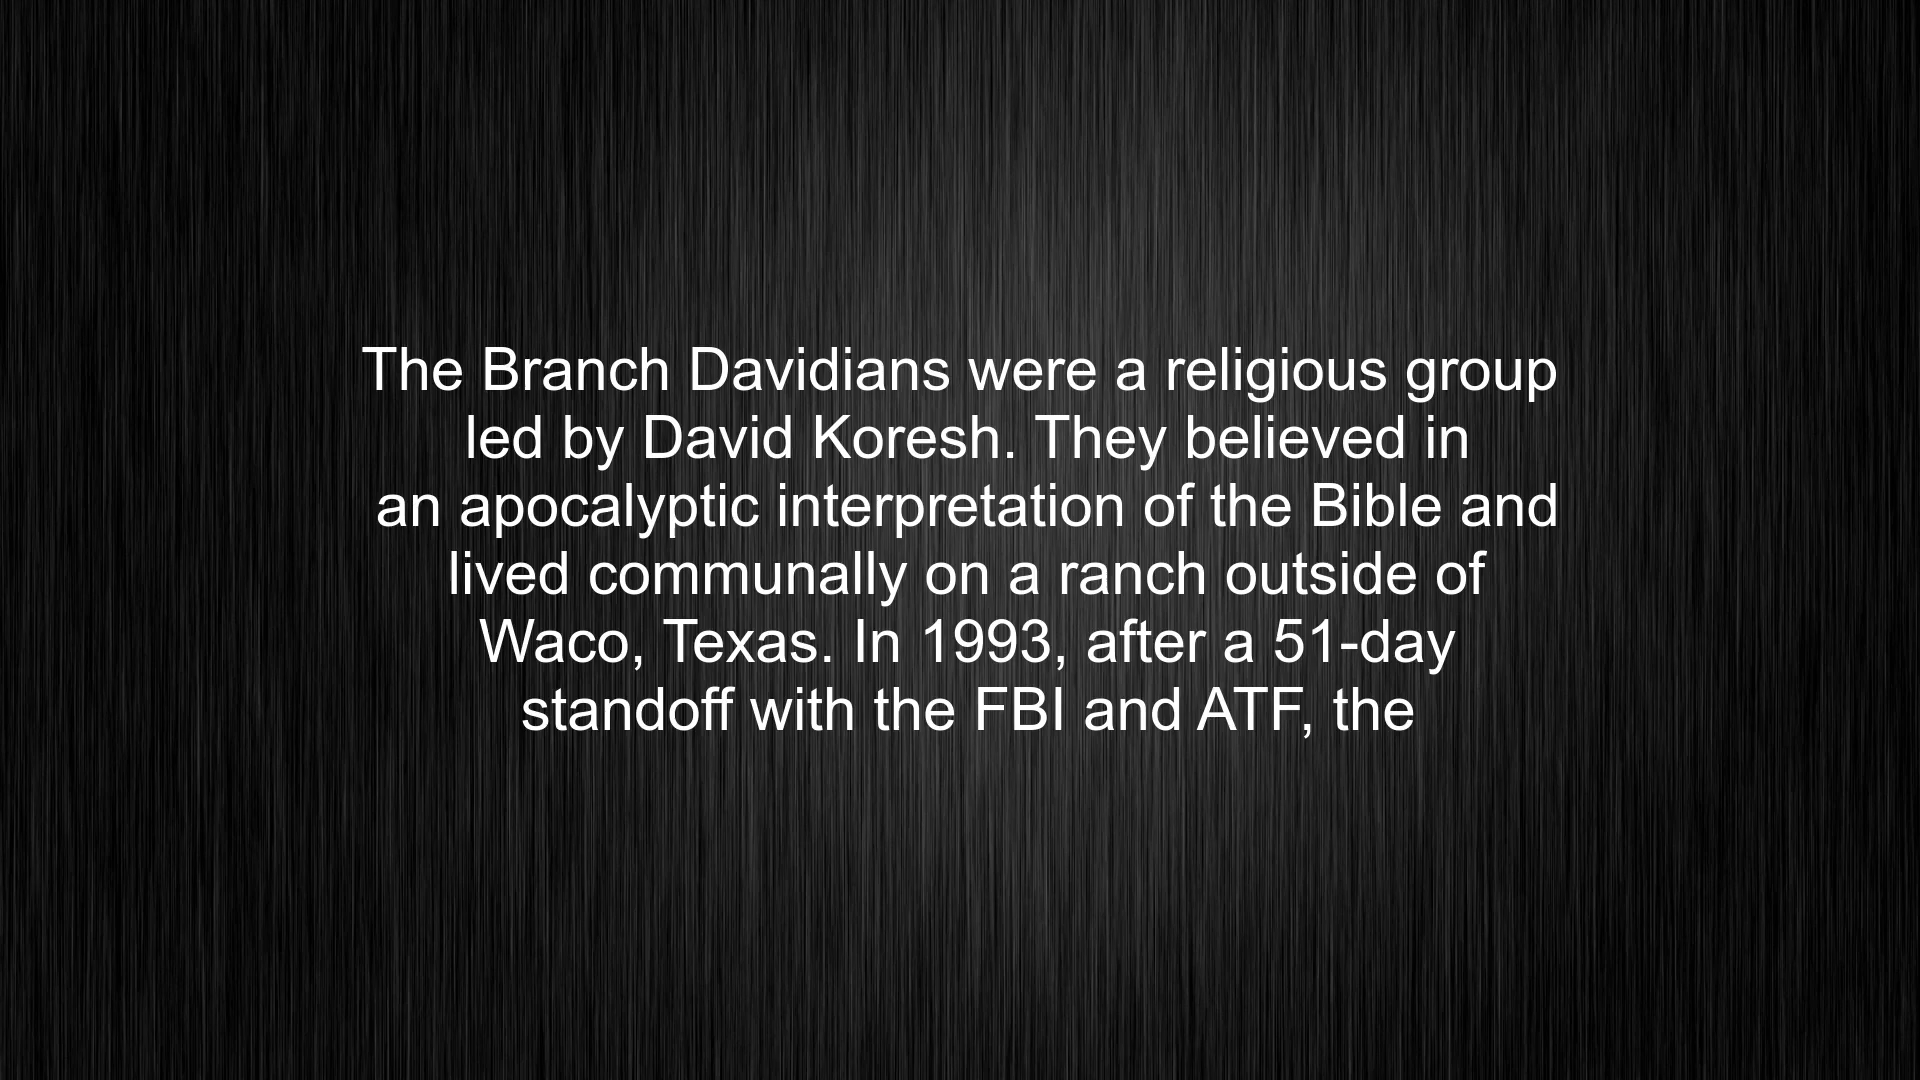 The Branch Davidians were a religious group
led by David Koresh. They believed in
an apocalyptic interpretation of the Bible and
lived communally on a ranch outside of
Waco, Texas. In 1993, after a 51-day
standoff with the FBI and ATF, the